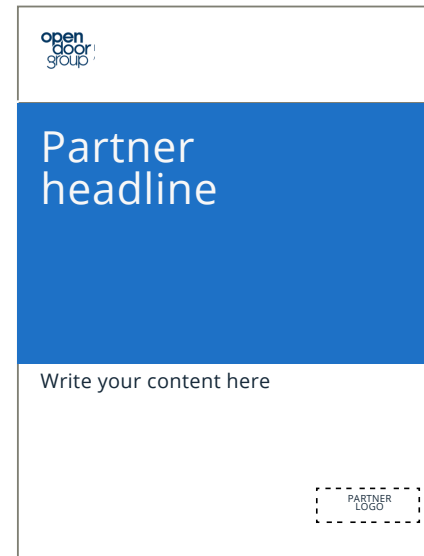 open
door
group
Partner
headline
Write your content here
PARTNER
LOGO